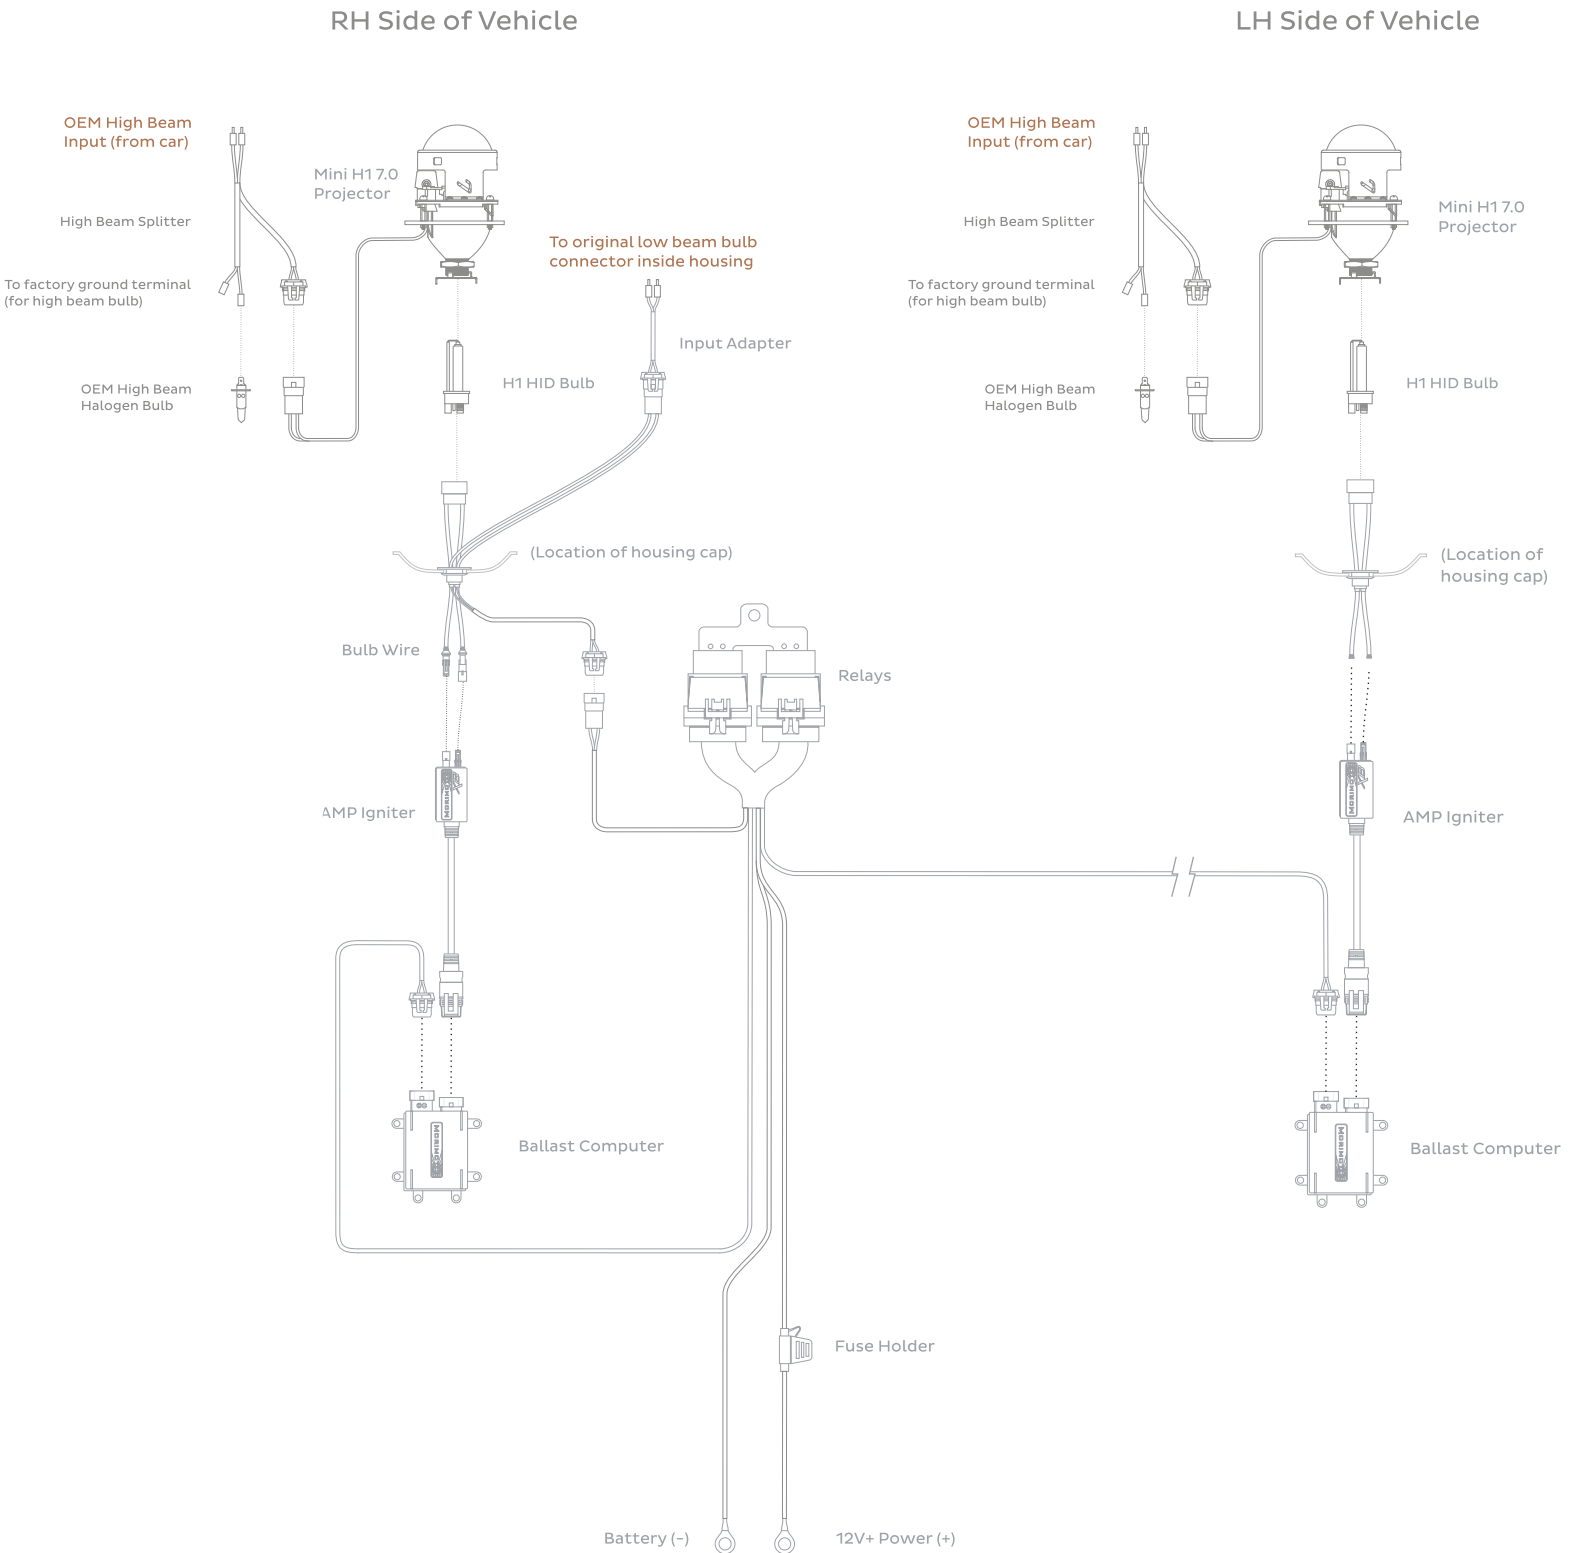 RH Side of Vehicle
LH Side of Vehicle
OEM High Beam
Input (from car)
Mini H1 7.0
Projector
High Beam Splitter
To original low beam bulb
connector inside housing
To factory ground terminal
(for high beam bulb)
Input Adapter
OEM High Beam
Halogen Bulb
H1 HID Bulb
(Location of housing cap)
Bulb Wire
Relays
MORIMOTO
AMP Igniter
Ballast Computer
MORIMOTO
Fuse Holder
Battery (-)
12V+ Power (+)
OEM High Beam
Input (from car)
Mini H1 7.0
Projector
High Beam Splitter
To factory ground terminal
(for high beam bulb)
OEM High Beam
Halogen Bulb
H1 HID Bulb
(Location of
housing cap)
MORIMOTO
AMP Igniter
MORIMOTO
Ballast Computer